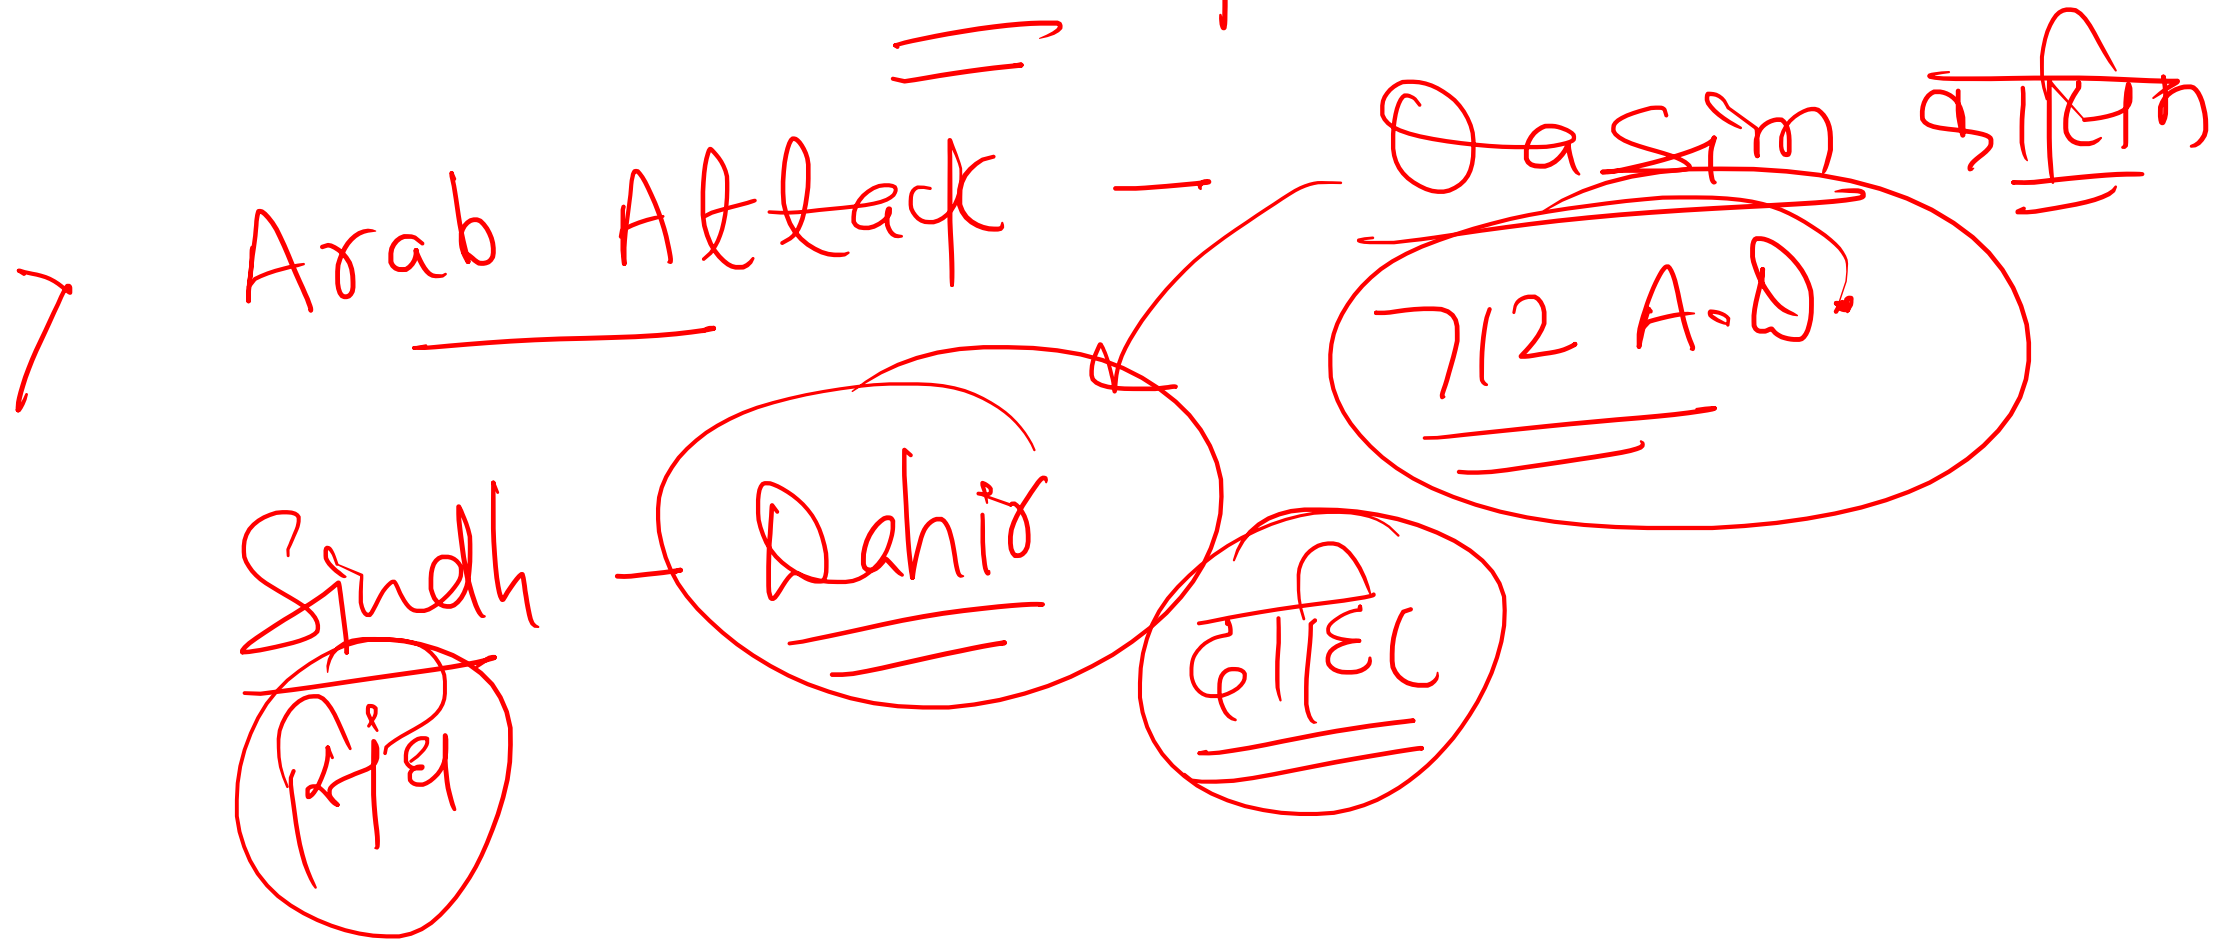 7 Arab Attack - Qasim कासिम
712 A.D.
Sindh - Dahir दाहिर
सिंध